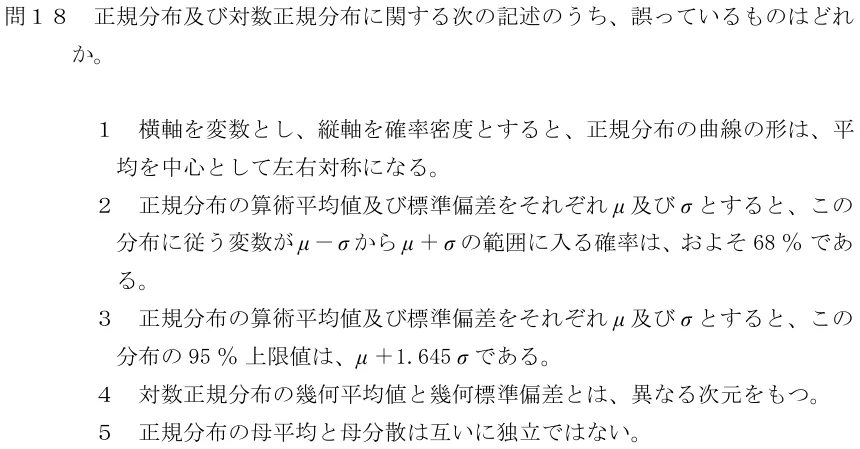 問１８　正規分布及び対数正規分布に関する次の記述のうち、誤っているものはどれ
か。
１　横軸を変数とし、縦軸を確率密度とすると、正規分布の曲線の形は、平
均を中心として左右対称になる。
２　正規分布の算術平均値及び標準偏差をそれぞれμ及びσとすると、この
分布に従う変数がμ－σからμ＋σの範囲に入る確率は、およそ 68 % であ
る。
３　正規分布の算術平均値及び標準偏差をそれぞれμ及びσとすると、この
分布の 95 % 上限値は、μ＋1.645σである。
４　対数正規分布の幾何平均値と幾何標準偏差とは、異なる次元をもつ。
５　正規分布の母平均と母分散は互いに独立ではない。